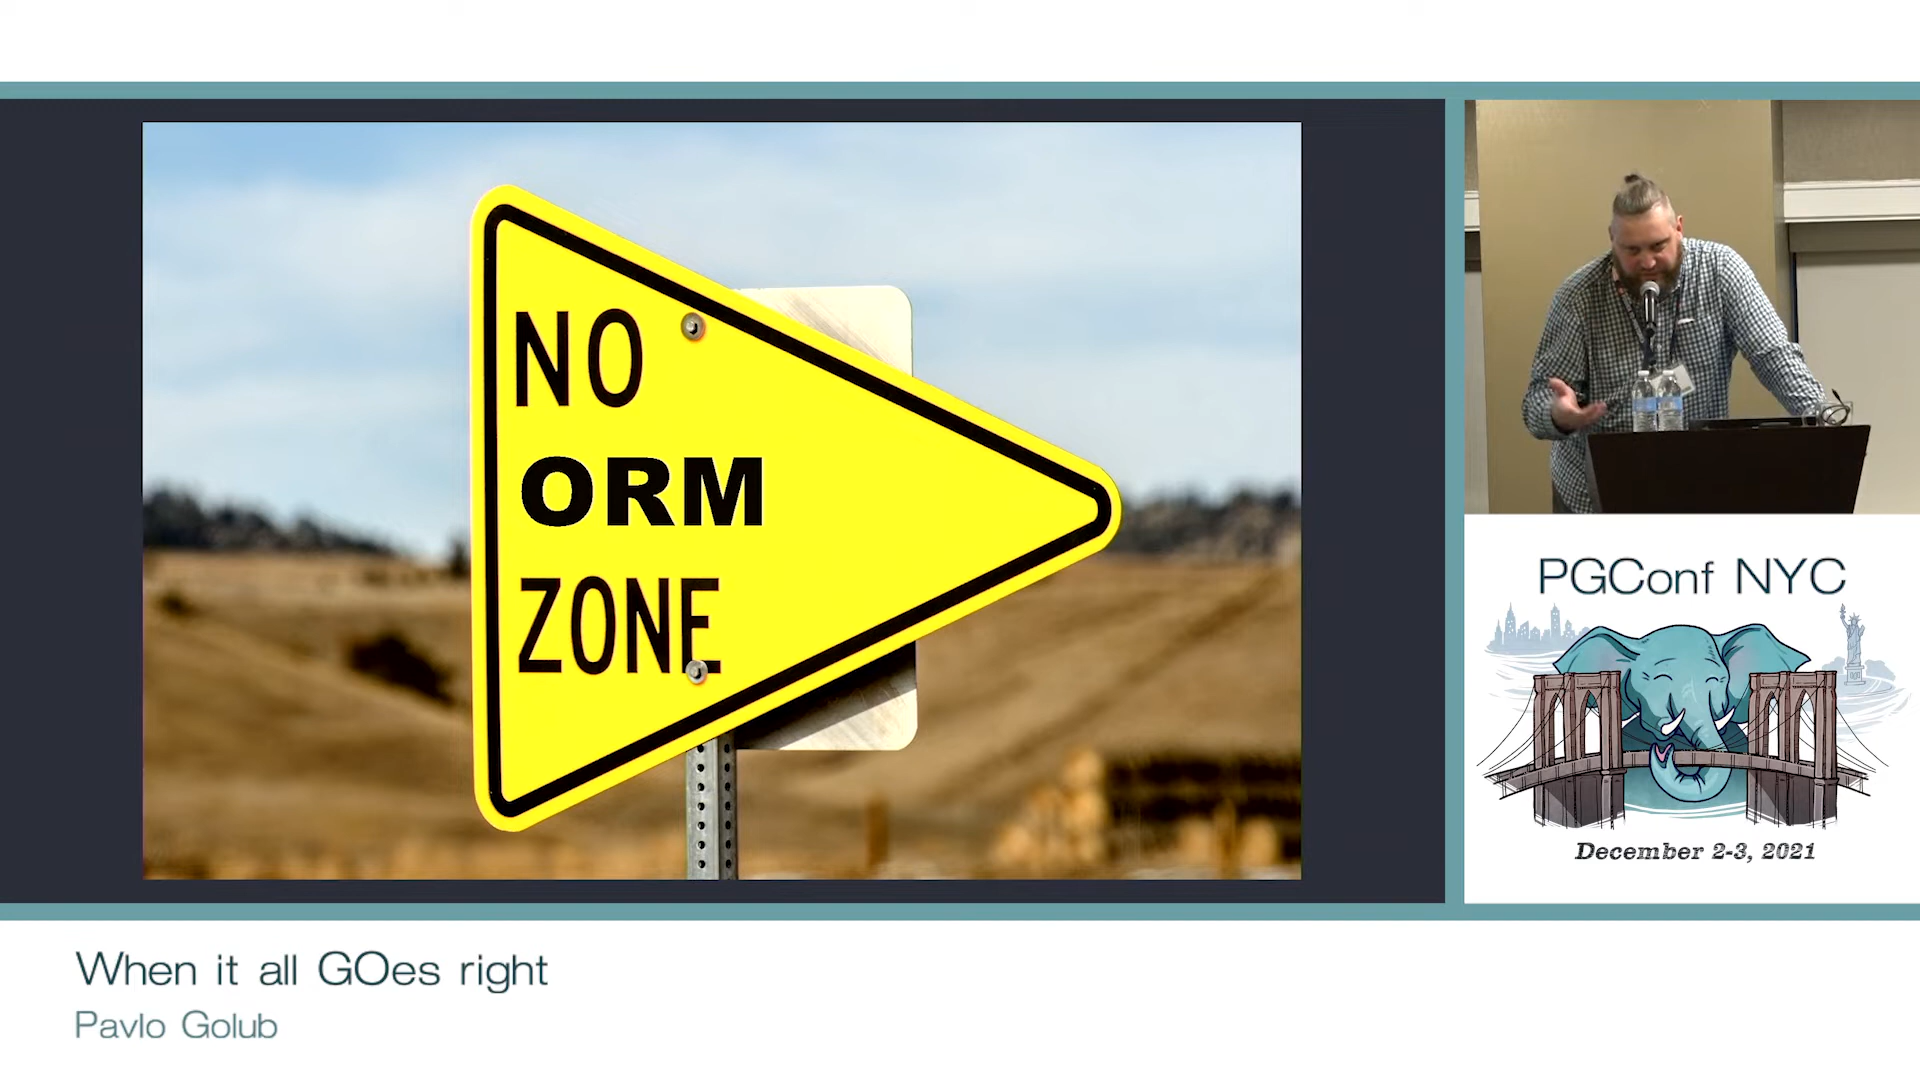 NO
ORM
ZONE
PGConf NYC
December 2-3, 2021
When it all GOes right
Pavlo Golub